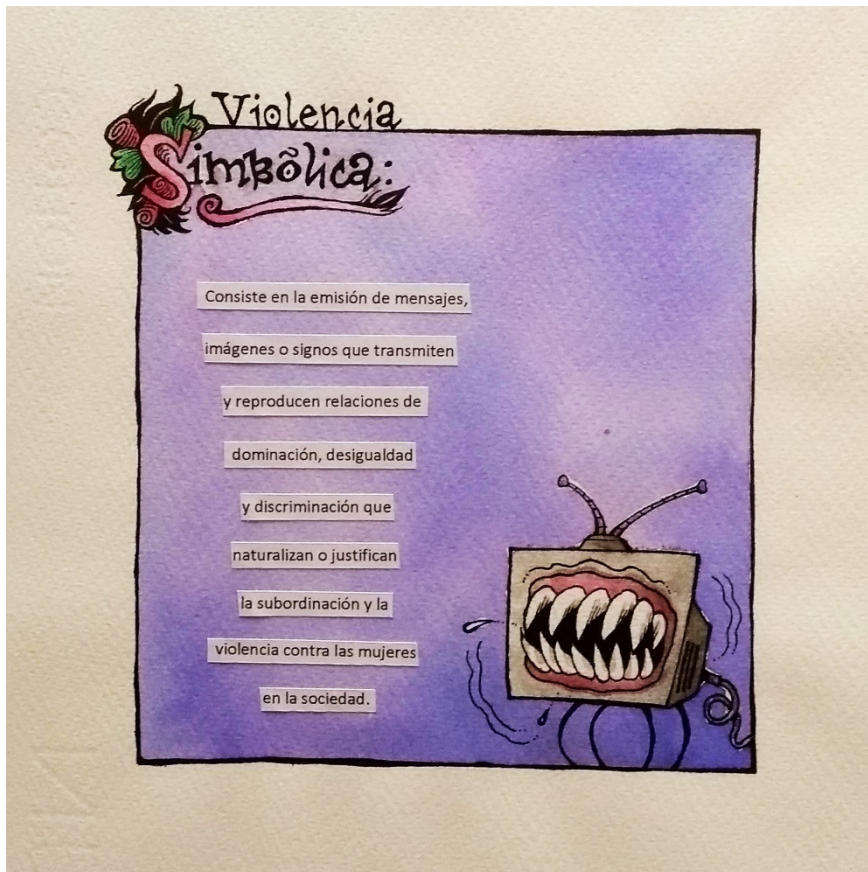 Violencia
Simbólica:
Consiste en la emisión de mensajes,
imágenes o signos que transmiten
y reproducen relaciones de
dominación, desigualdad
y discriminación que
naturalizan o justifican
la subordinación y la
violencia contra las mujeres
en la sociedad.